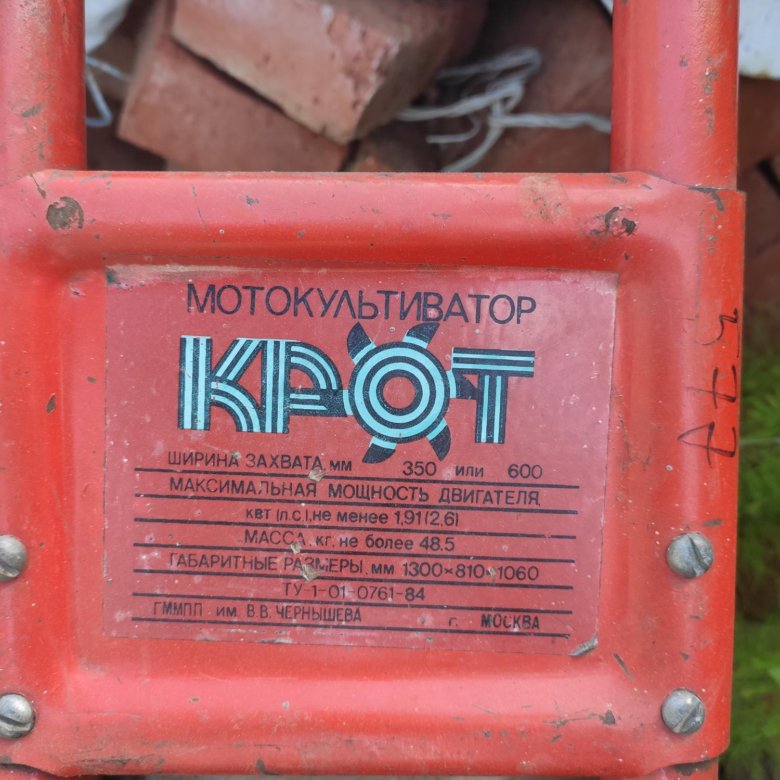 МОТОКУЛЬТИВАТОР
КРОТ
ШИРИНА ЗАХВАТА, мм 350 или 600
МАКСИМАЛЬНАЯ МОЩНОСТЬ ДВИГАТЕЛЯ,
квт (л.с.), не менее 1,91 (2,6)
МАССА, кг, не более 48.5
ГАБАРИТНЫЕ РАЗМЕРЫ, мм 1300×810×1060
ТУ-1-01-0761-84
ГММПП им. В.В. ЧЕРНЫШЕВА г. МОСКВА